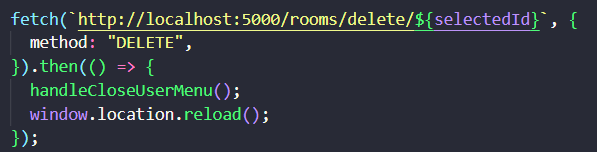 fetch(`http://localhost:5000/rooms/delete/${selectedId}`, {
  method: "DELETE",
}).then(() => {
  handleCloseUserMenu();
  window.location.reload();
});